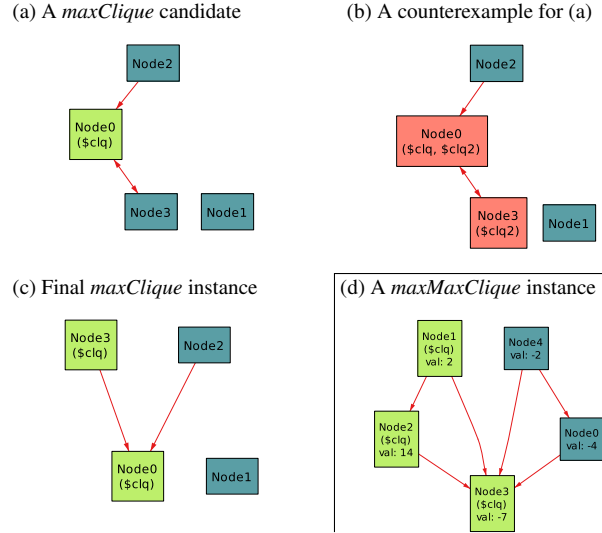 (a) A maxClique candidate
Node2
Node0
($clq)
Node3
Node1
(b) A counterexample for (a)
Node2
Node0
($clq, $clq2)
Node3
($clq2)
Node1
(c) Final maxClique instance
Node3
($clq)
Node2
Node0
($clq)
Node1
(d) A maxMaxClique instance
Node1
($clq)
val: 2
Node4
val: -2
Node2
($clq)
val: 14
Node0
val: -4
Node3
($clq)
val: -7